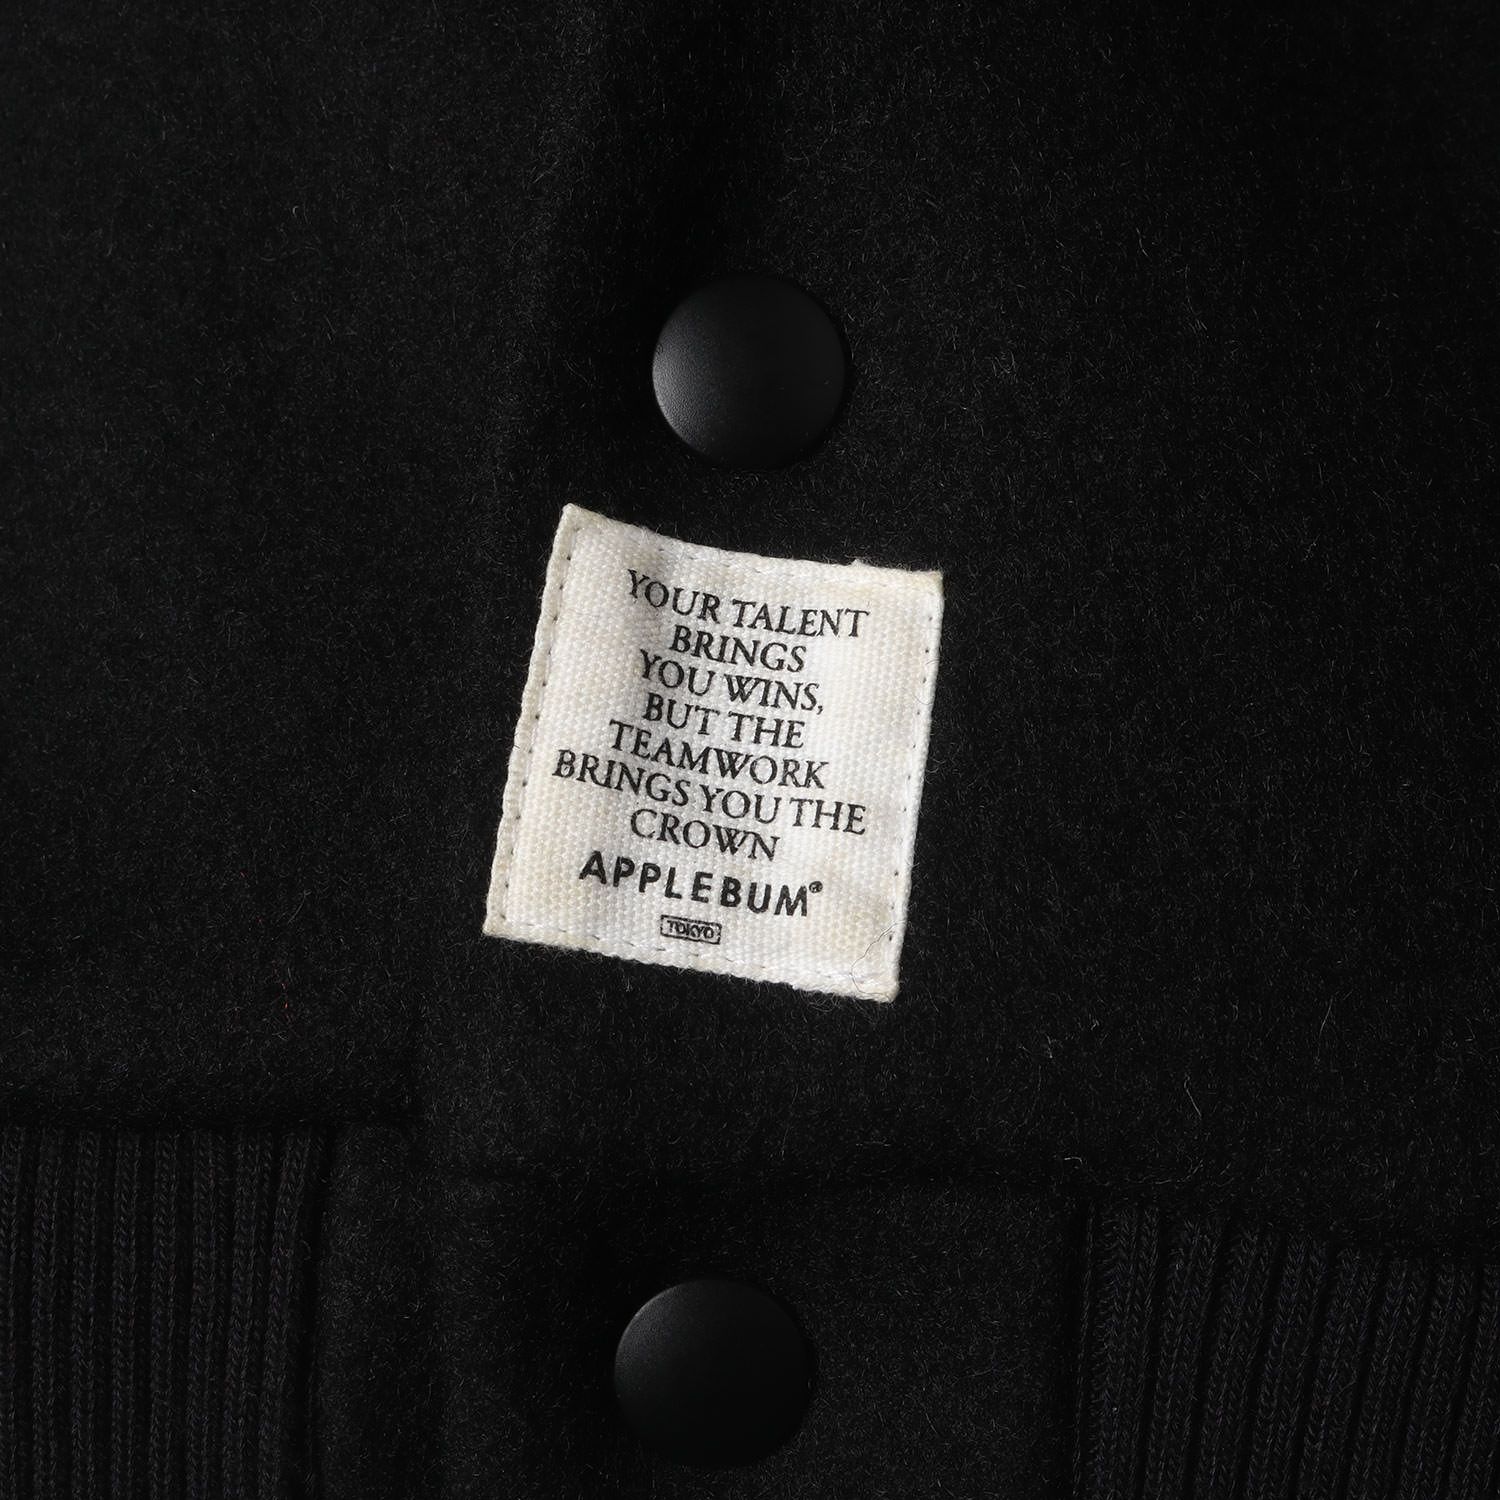 YOUR TALENT
BRINGS
YOU WINS,
BUT THE
TEAMWORK
BRINGS YOU THE
CROWN
APPLEBUM®
TOKYO